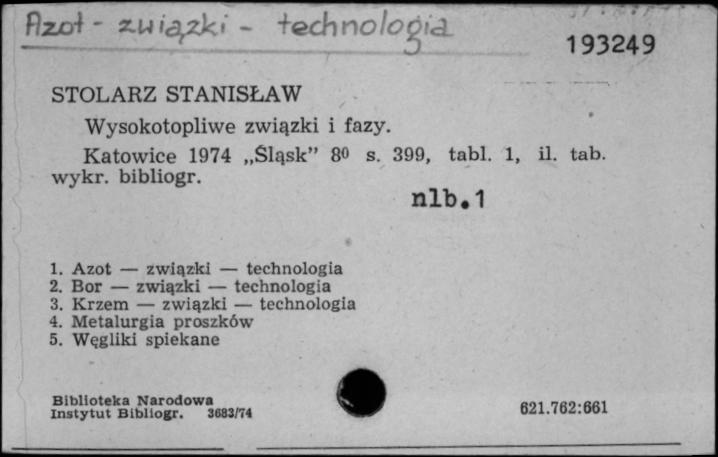 Azot - związki - technologia
193249
STOLARZ STANISŁAW
Wysokotopliwe związki i fazy.
Katowice 1974 „Śląsk” 8⁰ s. 399, tabl. 1, il. tab.
wykr. bibliogr.
nlb.1
1. Azot — związki — technologia
2. Bor — związki — technologia
3. Krzem — związki — technologia
4. Metalurgia proszków
5. Węgliki spiekane
Biblioteka Narodowa
Instytut Bibliogr. 3683/74
621.762:661